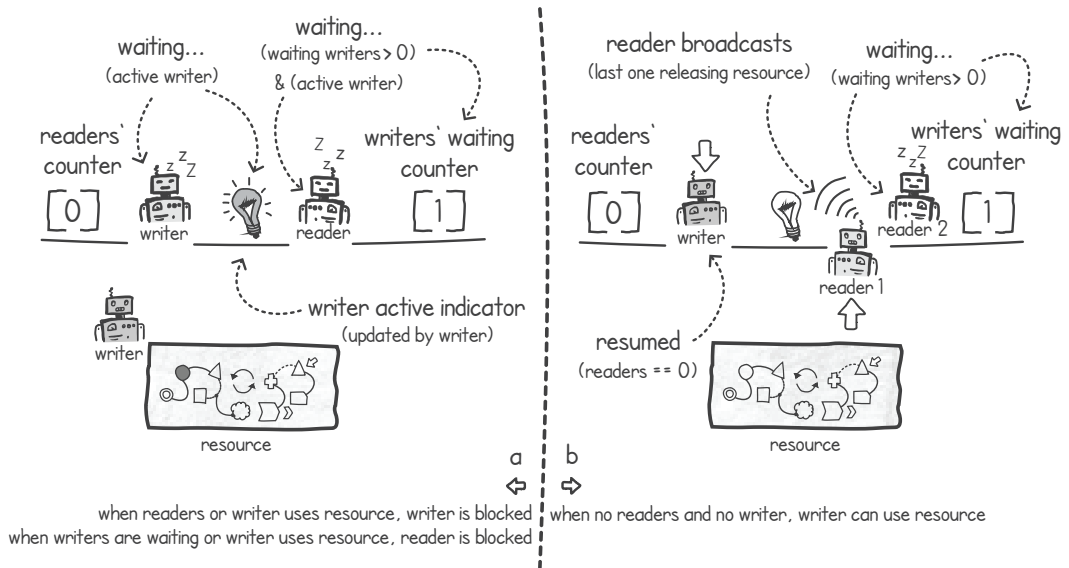 waiting...
(active writer)
waiting...
(waiting writers > 0)
& (active writer)
readers'
counter
0
z z Z
writer
Z z z
reader
writers' waiting
counter
1
writer active indicator
(updated by writer)
writer
resource
a
when readers or writer uses resource, writer is blocked
when writers are waiting or writer uses resource, reader is blocked
reader broadcasts
(last one releasing resource)
waiting...
(waiting writers > 0)
readers'
counter
0
writer
z z Z
reader 2
writers' waiting
counter
1
reader 1
resumed
(readers == 0)
resource
b
when no readers and no writer, writer can use resource